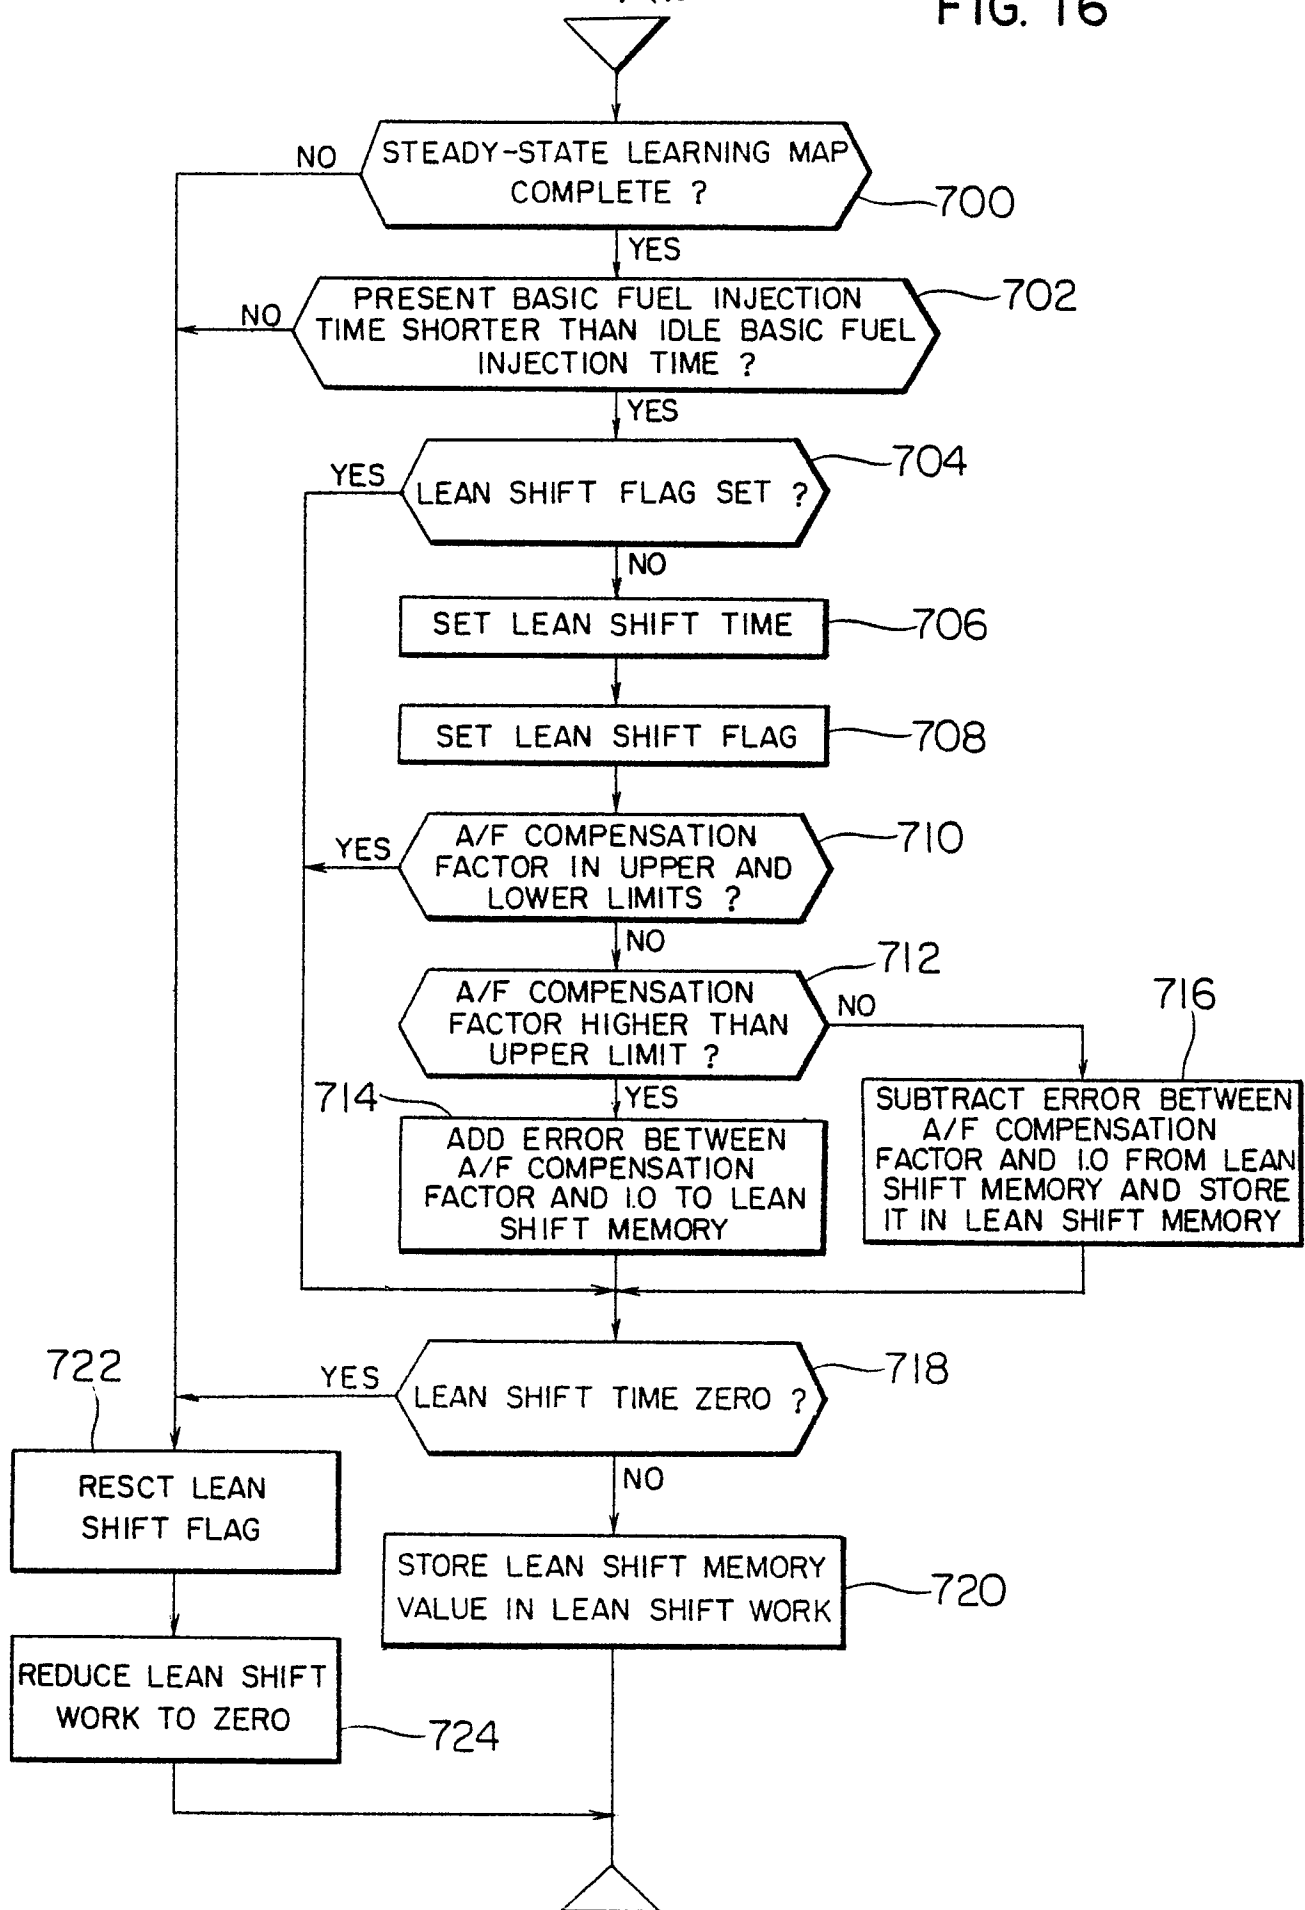 FIG. 16
STEADY-STATE LEARNING MAP
COMPLETE ?
NO
700
YES
PRESENT BASIC FUEL INJECTION
TIME SHORTER THAN IDLE BASIC FUEL
INJECTION TIME ?
NO
702
YES
LEAN SHIFT FLAG SET ?
YES
704
NO
SET LEAN SHIFT TIME
706
SET LEAN SHIFT FLAG
708
A/F COMPENSATION
FACTOR IN UPPER AND
LOWER LIMITS ?
YES
710
NO
A/F COMPENSATION
FACTOR HIGHER THAN
UPPER LIMIT ?
712
NO
716
YES
714
ADD ERROR BETWEEN
A/F COMPENSATION
FACTOR AND 1.0 TO LEAN
SHIFT MEMORY
SUBTRACT ERROR BETWEEN
A/F COMPENSATION
FACTOR AND 1.0 FROM LEAN
SHIFT MEMORY AND STORE
IT IN LEAN SHIFT MEMORY
LEAN SHIFT TIME ZERO ?
YES
718
722
NO
RESCT LEAN
SHIFT FLAG
STORE LEAN SHIFT MEMORY
VALUE IN LEAN SHIFT WORK
720
REDUCE LEAN SHIFT
WORK TO ZERO
724